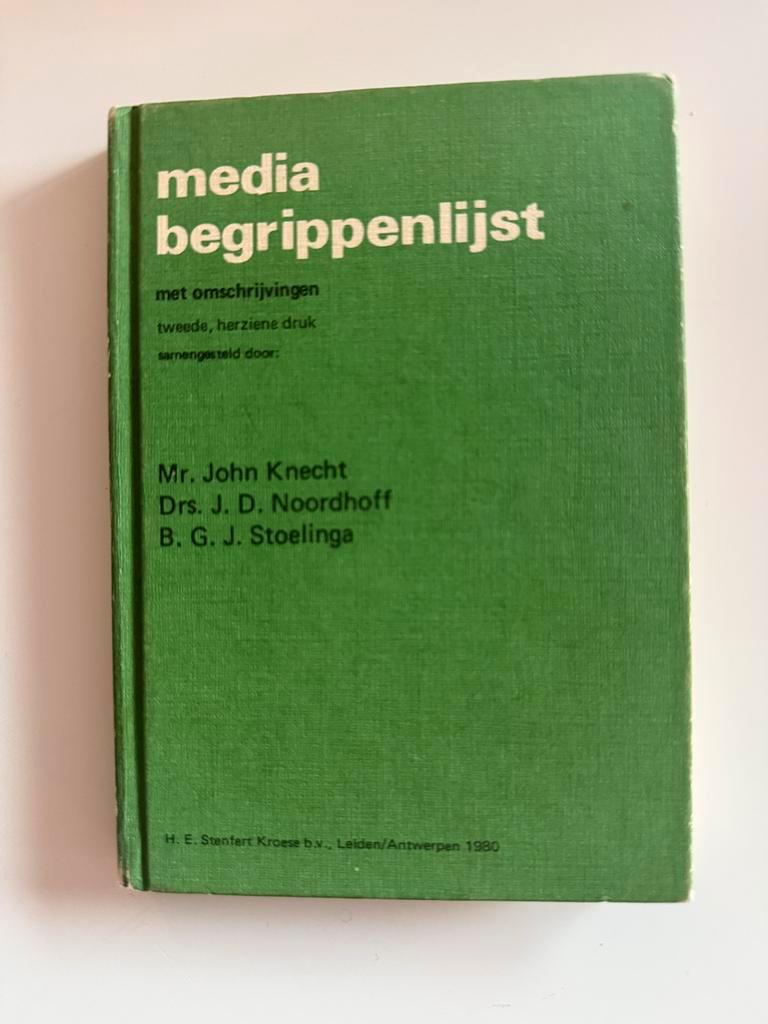 media
begrippenlijst
met omschrijvingen
tweede, herziene druk
samengesteld door:
Mr. John Knecht
Drs. J. D. Noordhoff
B. G. J. Stoelinga
H. E. Stenfert Kroese b.v., Leiden/Antwerpen 1980